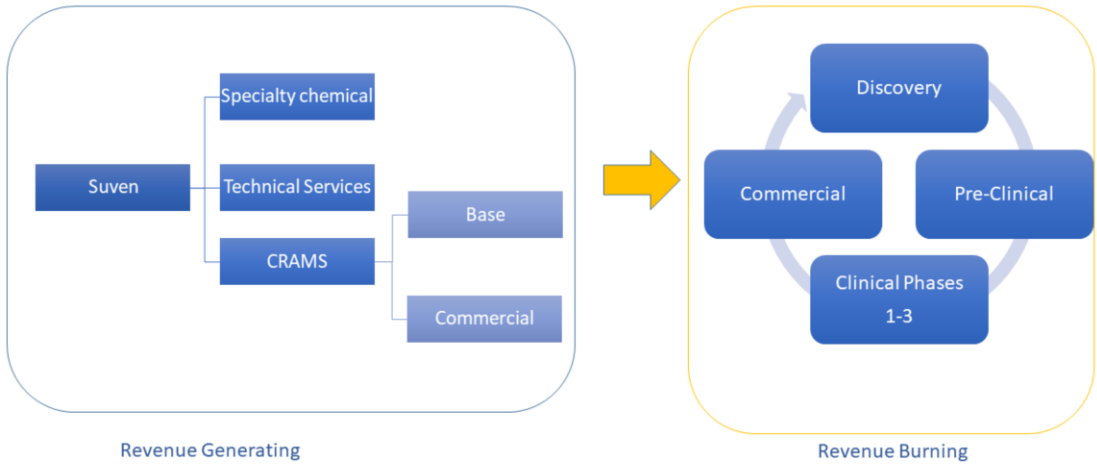 Suven
Specialty chemical
Technical Services
CRAMS
Base
Commercial
Revenue Generating
Discovery
Pre-Clinical
Clinical Phases
1-3
Commercial
Revenue Burning